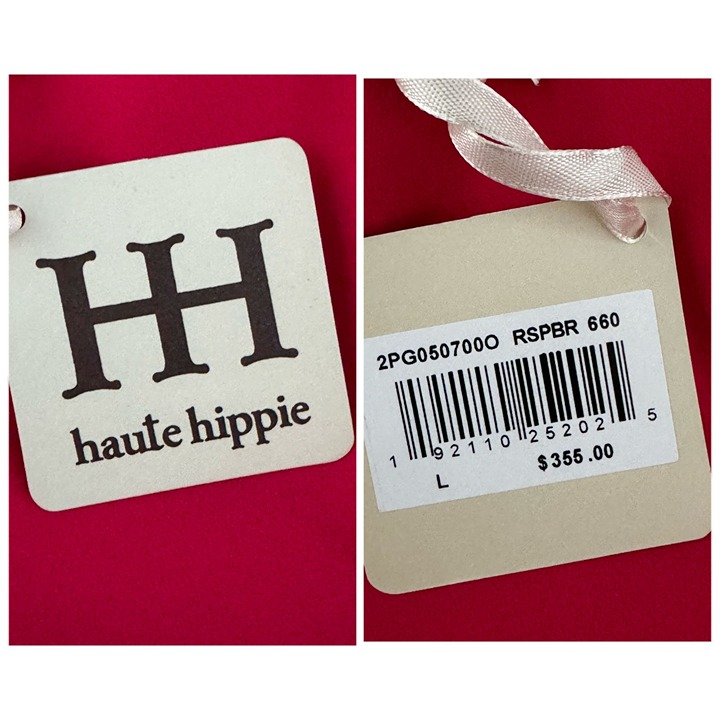 HH
haute hippie
2PG050700O RSPBR 660
1 92110 25202 5
L $355.00